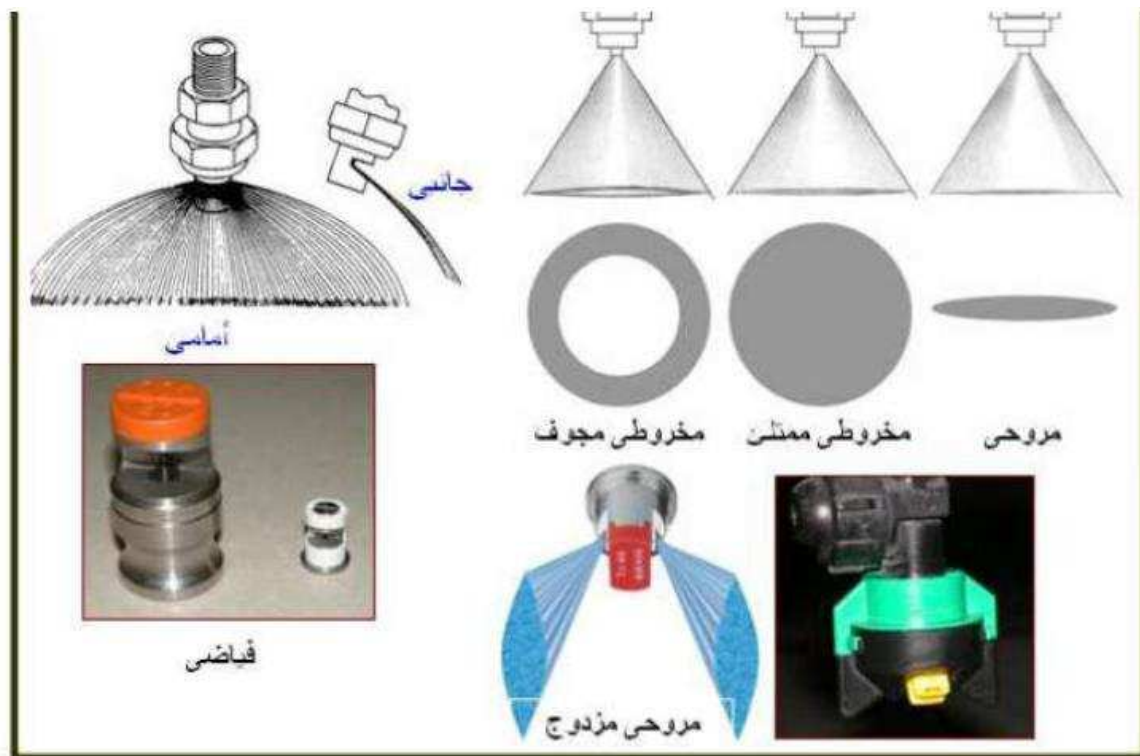 جانبى
أمامى
مخروطى مجوف
مخروطى ممتلئ
مروحى
فياضى
مروحى مزدوج